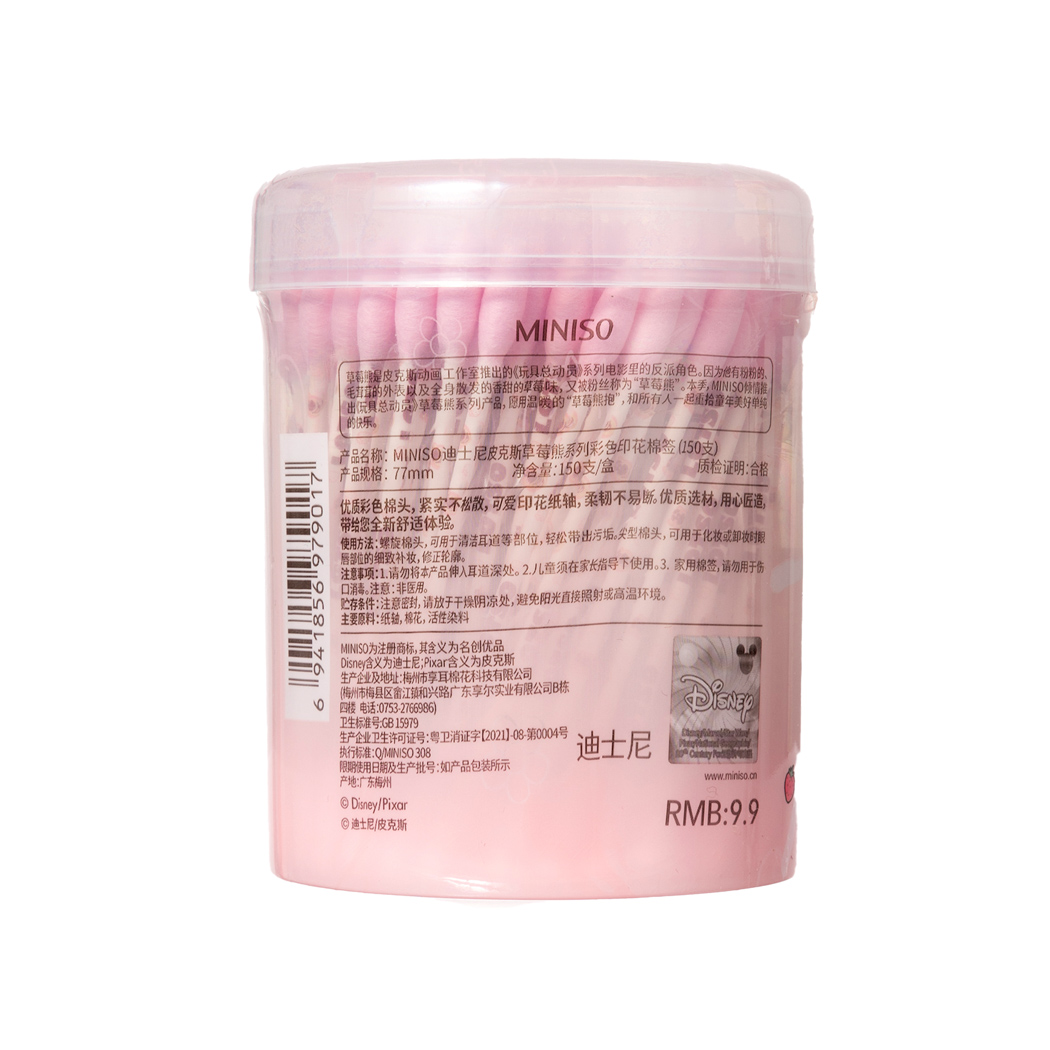 MINISO
草莓熊是皮克斯动画工作室推出的《玩具总动员》系列电影里的反派角色。因为他有粉粉的、
毛茸茸的外表以及全身散发的香甜的草莓味，又被粉丝称为“草莓熊”。本季，MINISO倾情推
出《玩具总动员》草莓熊系列产品，愿用温暖的“草莓熊抱”，和所有人一起重拾童年美好单纯
的快乐。
产品名称：MINISO迪士尼皮克斯草莓熊系列彩色印花棉签（150支）
产品规格：77mm 净含量:150支/盒 质检证明:合格
优质彩色棉头，紧实不松散，可爱印花纸轴，柔韧不易断。优质选材，用心匠造，
带给您全新舒适体验。
使用方法：螺旋棉头，可用于清洁耳道等部位，轻松带出污垢。尖型棉头，可用于化妆或卸妆时眼
唇部位的细致补妆，修正轮廓。
注意事项：1.请勿将本产品伸入耳道深处。2.儿童须在家长指导下使用。3. 家用棉签，请勿用于伤
口消毒。注意：非医用。
贮存条件：注意密封，请放于干燥阴凉处，避免阳光直接照射或高温环境。
主要原料：纸轴，棉花，活性染料
MINISO为注册商标，其含义为名创优品
Disney含义为迪士尼；Pixar含义为皮克斯
生产企业及地址：梅州市享耳棉花科技有限公司
(梅州市梅县区畲江镇和兴路广东享尔实业有限公司B栋
四楼 电话:0753-2766986)
卫生标准号:GB 15979
生产企业卫生许可证号：粤卫消证字【2021】-08-第0004号
执行标准：Q/MINISO 308
限期使用日期及生产批号：如产品包装所示
产地：广东梅州
© Disney/Pixar
© 迪士尼/皮克斯
迪士尼
Disney
www.miniso.cn
RMB:9.9
6 941856 979017